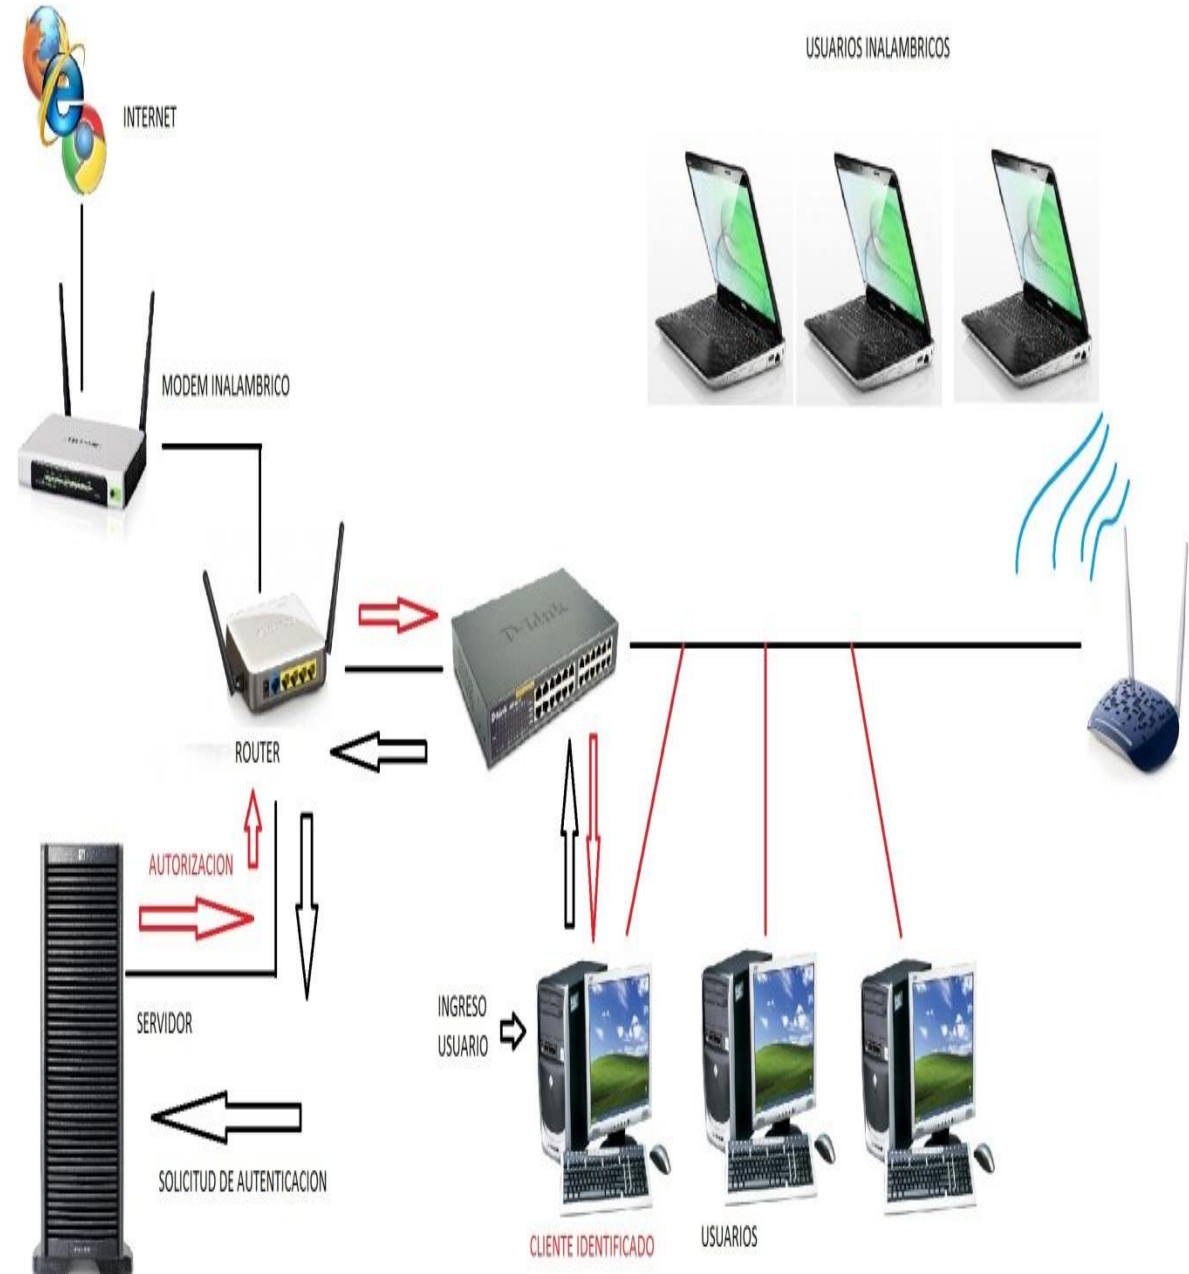 USUARIOS INALAMBRICOS
INTERNET
MODEM INALAMBRICO
ROUTER
AUTORIZACION
SERVIDOR
INGRESO
USUARIO
SOLICITUD DE AUTENTICACION
CLIENTE IDENTIFICADO
USUARIOS